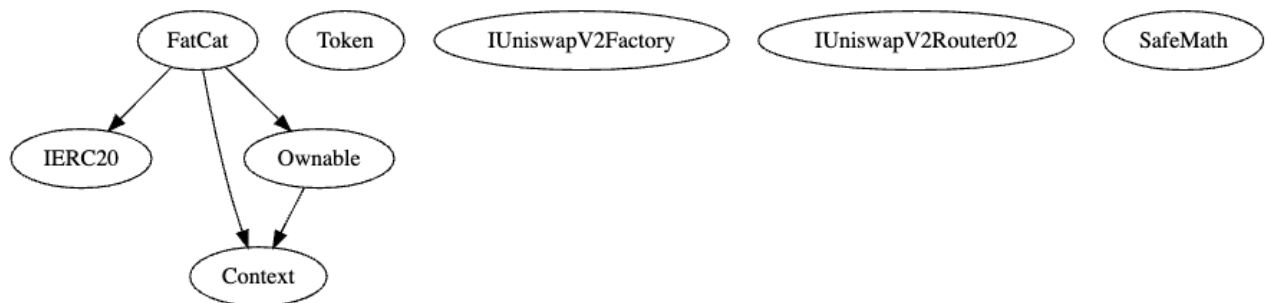 FatCat
Token
IUniswapV2Factory
IUniswapV2Router02
SafeMath
IERC20
Ownable
Context